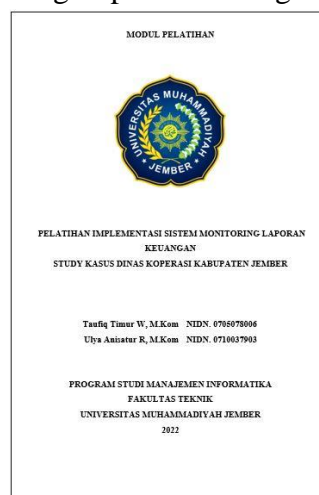 MODUL PELATIHAN
UNIVERSITAS MUHAMMADIYAH
JEMBER
PELATIHAN IMPLEMENTASI SISTEM MONITORING LAPORAN
KEUANGAN
STUDY KASUS DINAS KOPERASI KABUPATEN JEMBER
Taufiq Timur W, M.Kom NIDN. 0705078006
Ulya Anisatur R, M.Kom NIDN. 0710037903
PROGRAM STUDI MANAJEMEN INFORMATIKA
FAKULTAS TEKNIK
UNIVERSITAS MUHAMMADIYAH JEMBER
2022